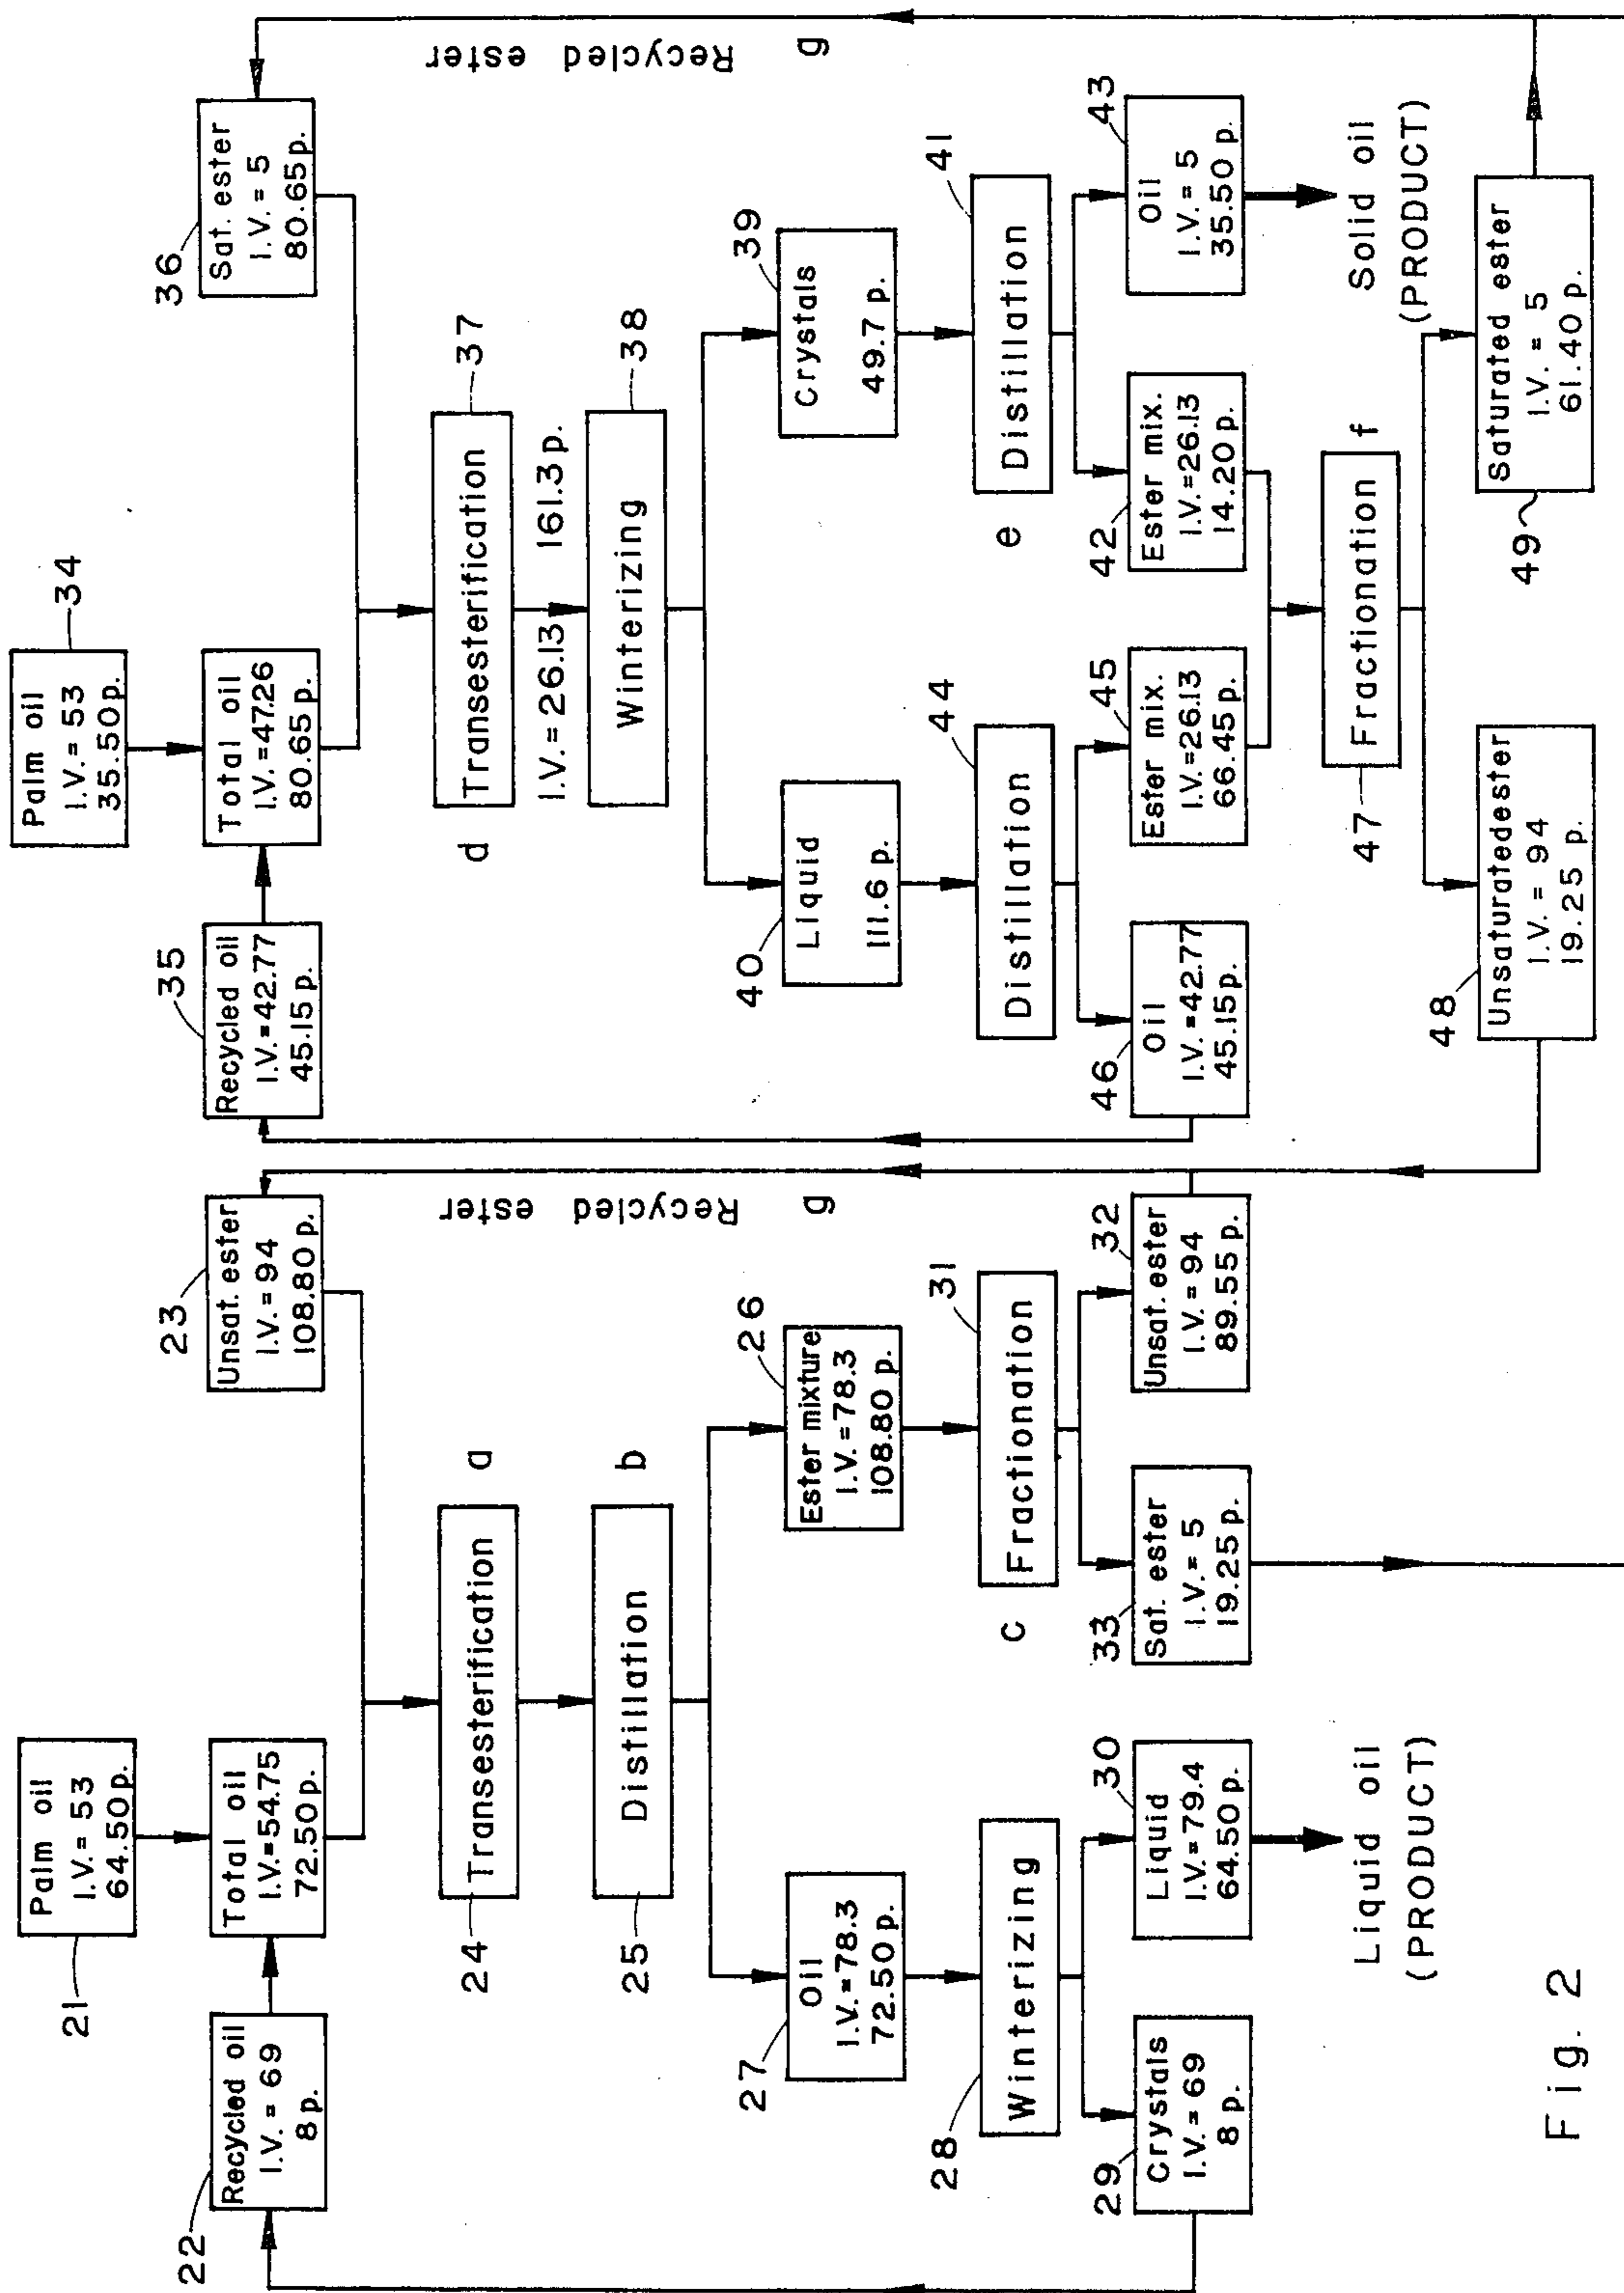 21
Palm oil
I.V. = 53
64.50 p.
22
Recycled oil
I.V. = 69
8 p.
Total oil
I.V.=54.75
72.50 p.
23
Unsat. ester
I.V. = 94
108.80 p.
Recycled ester
g
24
Transesterification
a
25
Distillation
b
27
Oil
I.V.=78.3
72.50 p.
26
Ester mixture
I.V. = 78.3
108.80 p.
28
Winterizing
c
Fractionation
31
29
Crystals
I.V. = 69
8 p.
30
Liquid
I.V. = 79.4
64.50 p.
33
Sat. ester
I.V. = 5
19.25 p.
32
Unsat. ester
I.V. = 94
89.55 p.
Liquid oil
(PRODUCT)
34
Palm oil
I.V. = 53
35.50 p.
35
Recycled oil
I.V. = 42.77
45.15 p.
Total oil
I.V. = 47.26
80.65 p.
36
Sat. ester
I.V. = 5
80.65 p.
Recycled ester
g
d
Transesterification
37
I.V. = 26.13 161.3 p.
Winterizing
38
40
Liquid
111.6 p.
39
Crystals
49.7 p.
Distillation
44
e
Distillation
41
46
Oil
I.V. = 42.77
45.15 p.
45
Ester mix.
I.V.=26.13
66.45 p.
42
Ester mix.
I.V.=26.13
14.20 p.
43
Oil
I.V. = 5
35.50 p.
Solid oil
(PRODUCT)
47
Fractionation
f
48
Unsaturatedester
I.V. = 94
19.25 p.
49
Saturated ester
I.V. = 5
61.40 p.
Fig. 2